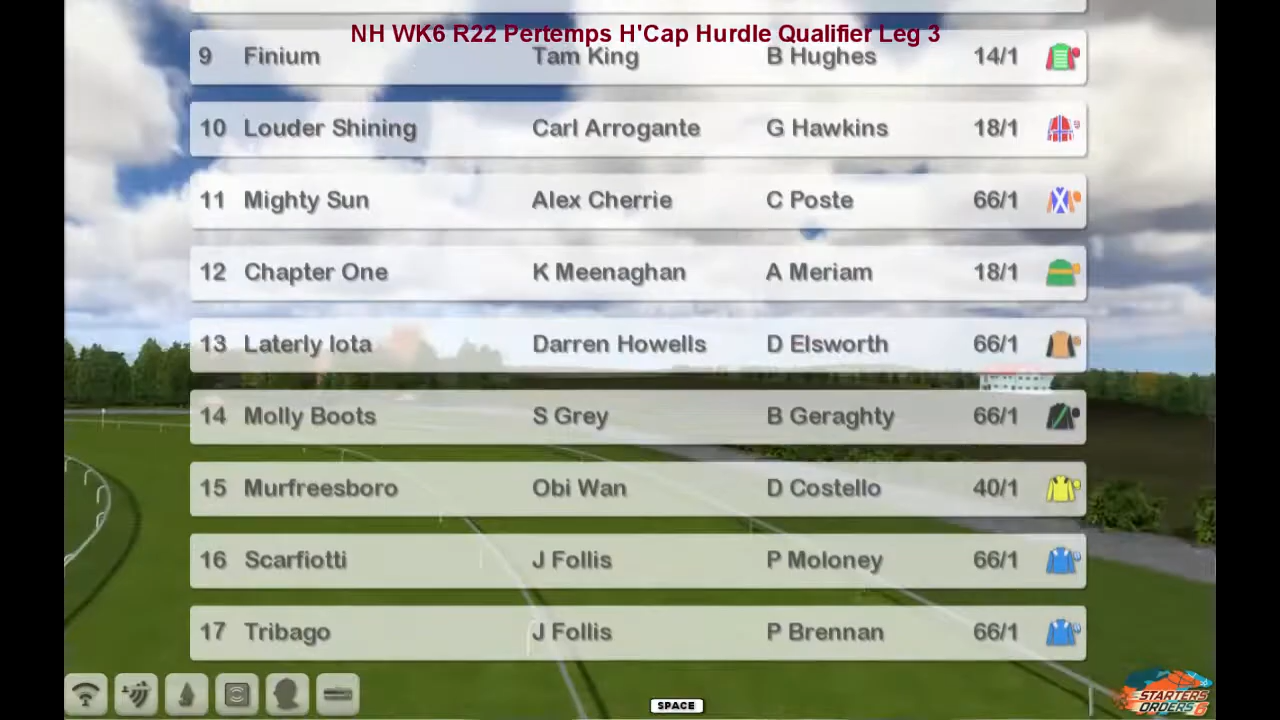 NH WK6 R22 Pertemps H'Cap Hurdle Qualifier Leg 3
9 Finium Tam King B Hughes 14/1
10 Louder Shining Carl Arrogante G Hawkins 18/1
11 Mighty Sun Alex Cherrie C Poste 66/1
12 Chapter One K Meenaghan A Meriam 18/1
13 Laterly Iota Darren Howells D Elsworth 66/1
14 Molly Boots S Grey B Geraghty 66/1
15 Murfreesboro Obi Wan D Costello 40/1
16 Scarfiotti J Follis P Moloney 66/1
17 Tribago J Follis P Brennan 66/1
SPACE
STARTERS
ORDERS 6